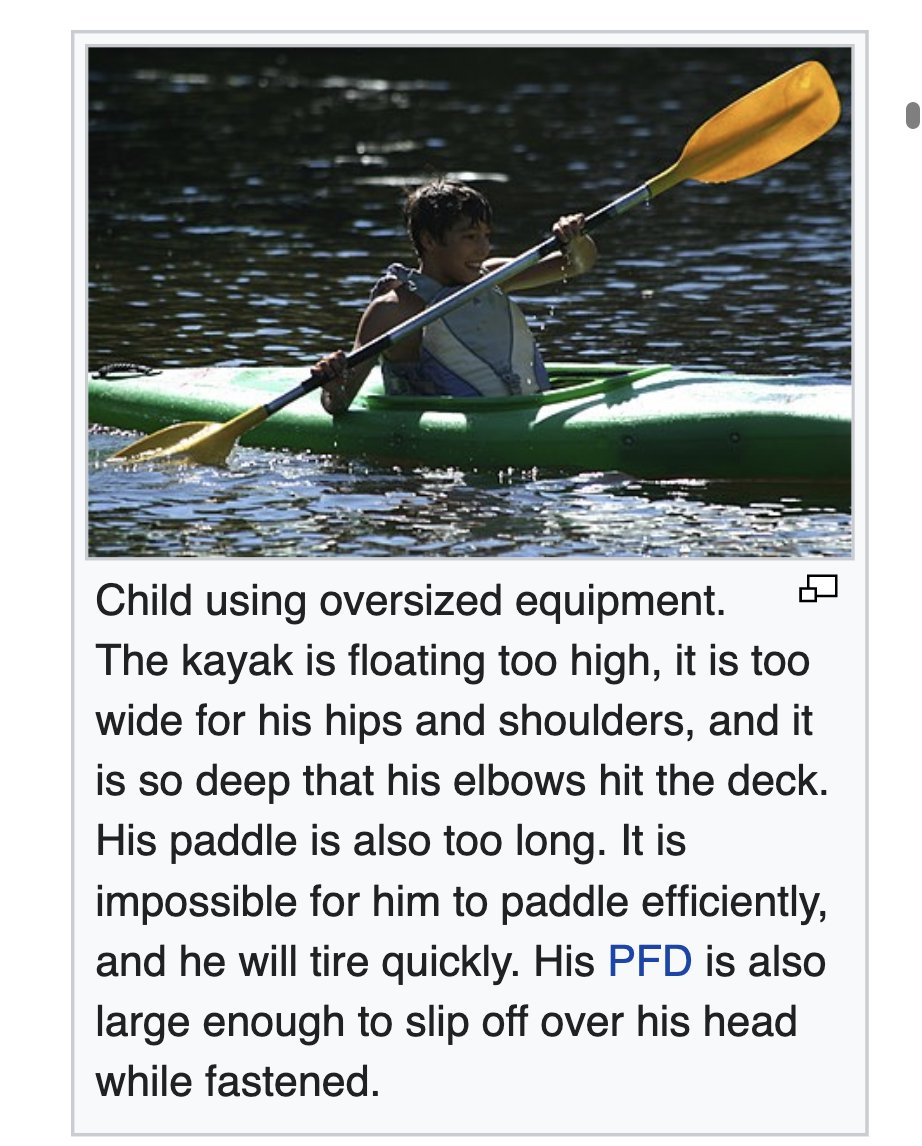 Child using oversized equipment.
The kayak is floating too high, it is too
wide for his hips and shoulders, and it
is so deep that his elbows hit the deck.
His paddle is also too long. It is
impossible for him to paddle efficiently,
and he will tire quickly. His PFD is also
large enough to slip off over his head
while fastened.